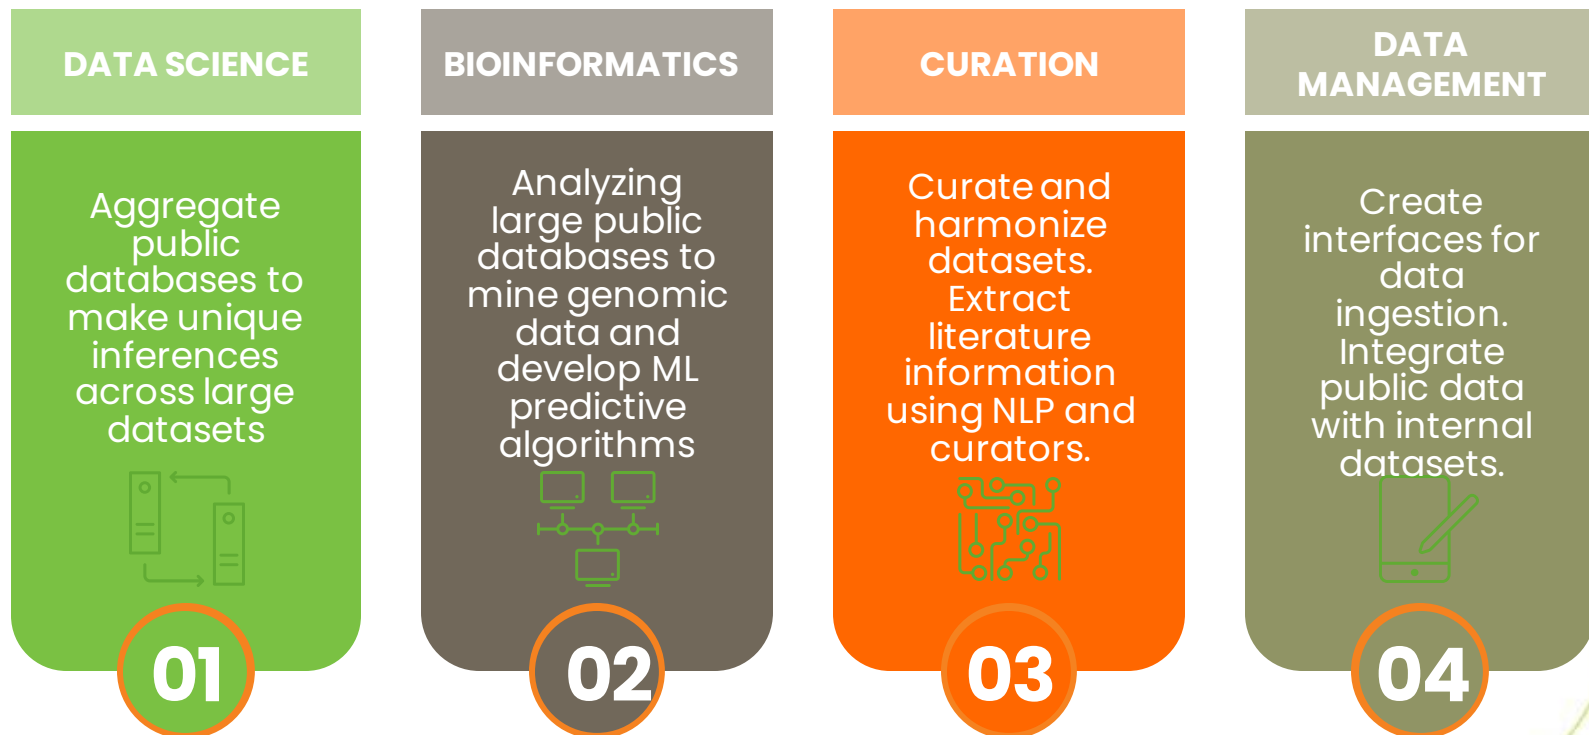 DATA SCIENCE
Aggregate
public
databases to
make unique
inferences
across large
datasets
01
BIOINFORMATICS
Analyzing
large public
databases to
mine genomic
data and
develop ML
predictive
algorithms
02
CURATION
Curate and
harmonize
datasets.
Extract
literature
information
using NLP and
curators.
03
DATA
MANAGEMENT
Create
interfaces for
data
ingestion.
Integrate
public data
with internal
datasets.
04